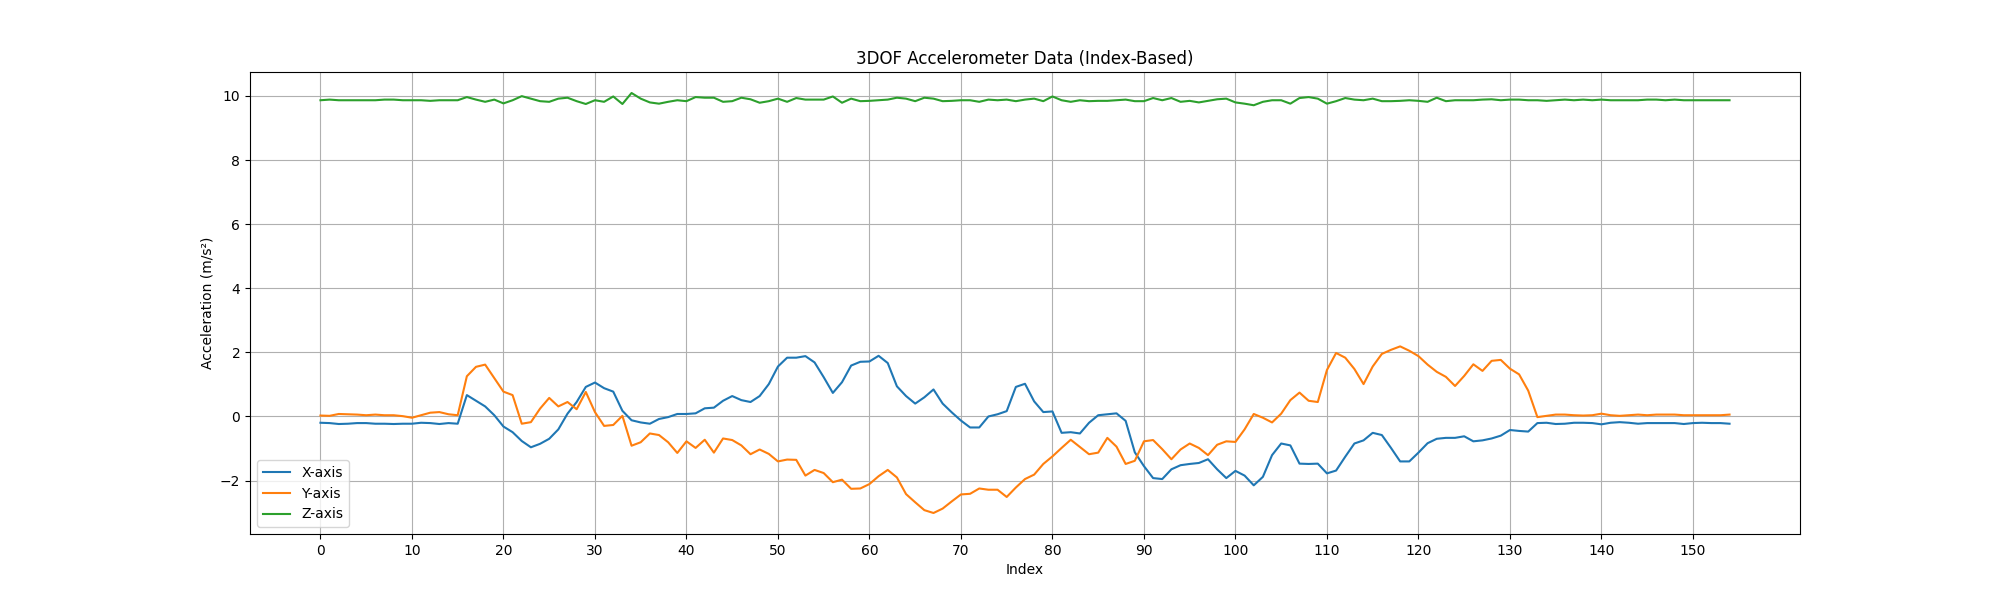 3DOF Accelerometer Data (Index-Based)
Acceleration (m/s²)
10
8
6
4
2
0
−2
X-axis
Y-axis
Z-axis
0 10 20 30 40 50 60 70 80 90 100 110 120 130 140 150
Index